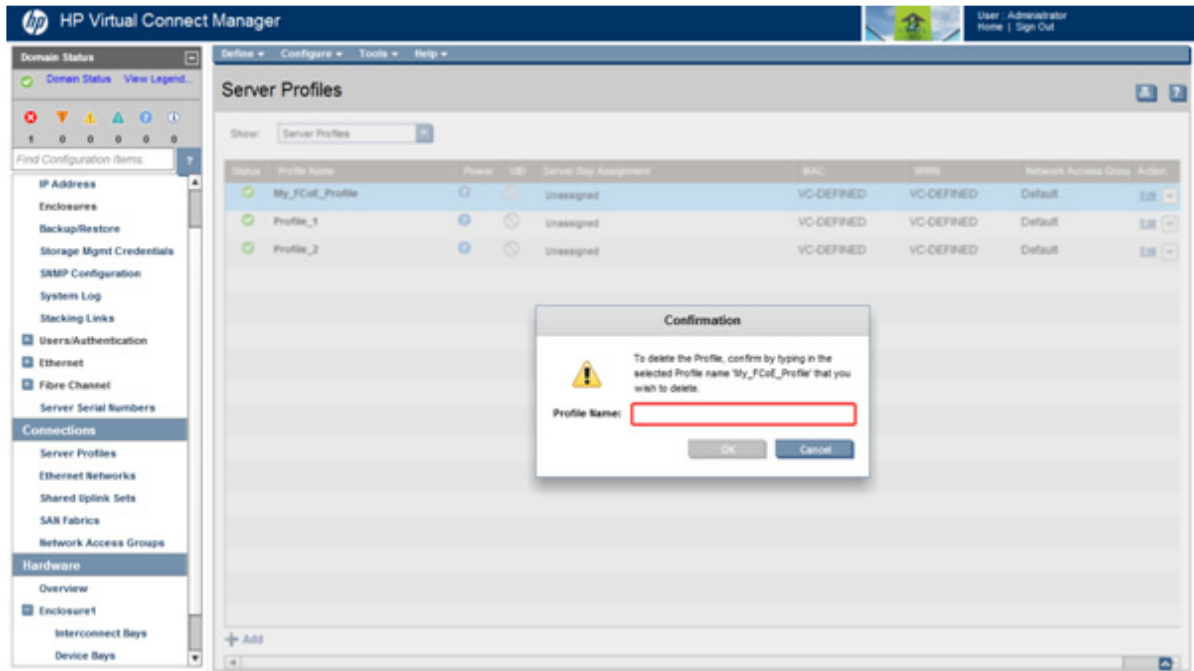 hp HP Virtual Connect Manager
User : Administrator
Home | Sign Out
Domain Status
Domain Status View Legend...
1 0 0 0 0 0
Find Configuration Items. ?
IP Address
Enclosures
Backup/Restore
Storage Mgmt Credentials
SNMP Configuration
System Log
Stacking Links
Users/Authentication
Ethernet
Fibre Channel
Server Serial Numbers
Connections
Server Profiles
Ethernet Networks
Shared Uplink Sets
SAN Fabrics
Network Access Groups
Hardware
Overview
Enclosure1
Interconnect Bays
Device Bays
Define Configure Tools Help
Server Profiles
?
Show: Server Profiles
Status Profile Name Power UID Server Bay Assignment MAC WWN Network Access Group Action
My_FCoE_Profile Unassigned VC-DEFINED VC-DEFINED Default Edit
Profile_1 Unassigned VC-DEFINED VC-DEFINED Default Edit
Profile_2 Unassigned VC-DEFINED VC-DEFINED Default Edit
Confirmation
To delete the Profile, confirm by typing in the
selected Profile name 'My_FCoE_Profile' that you
wish to delete.
Profile Name:
OK Cancel
Add